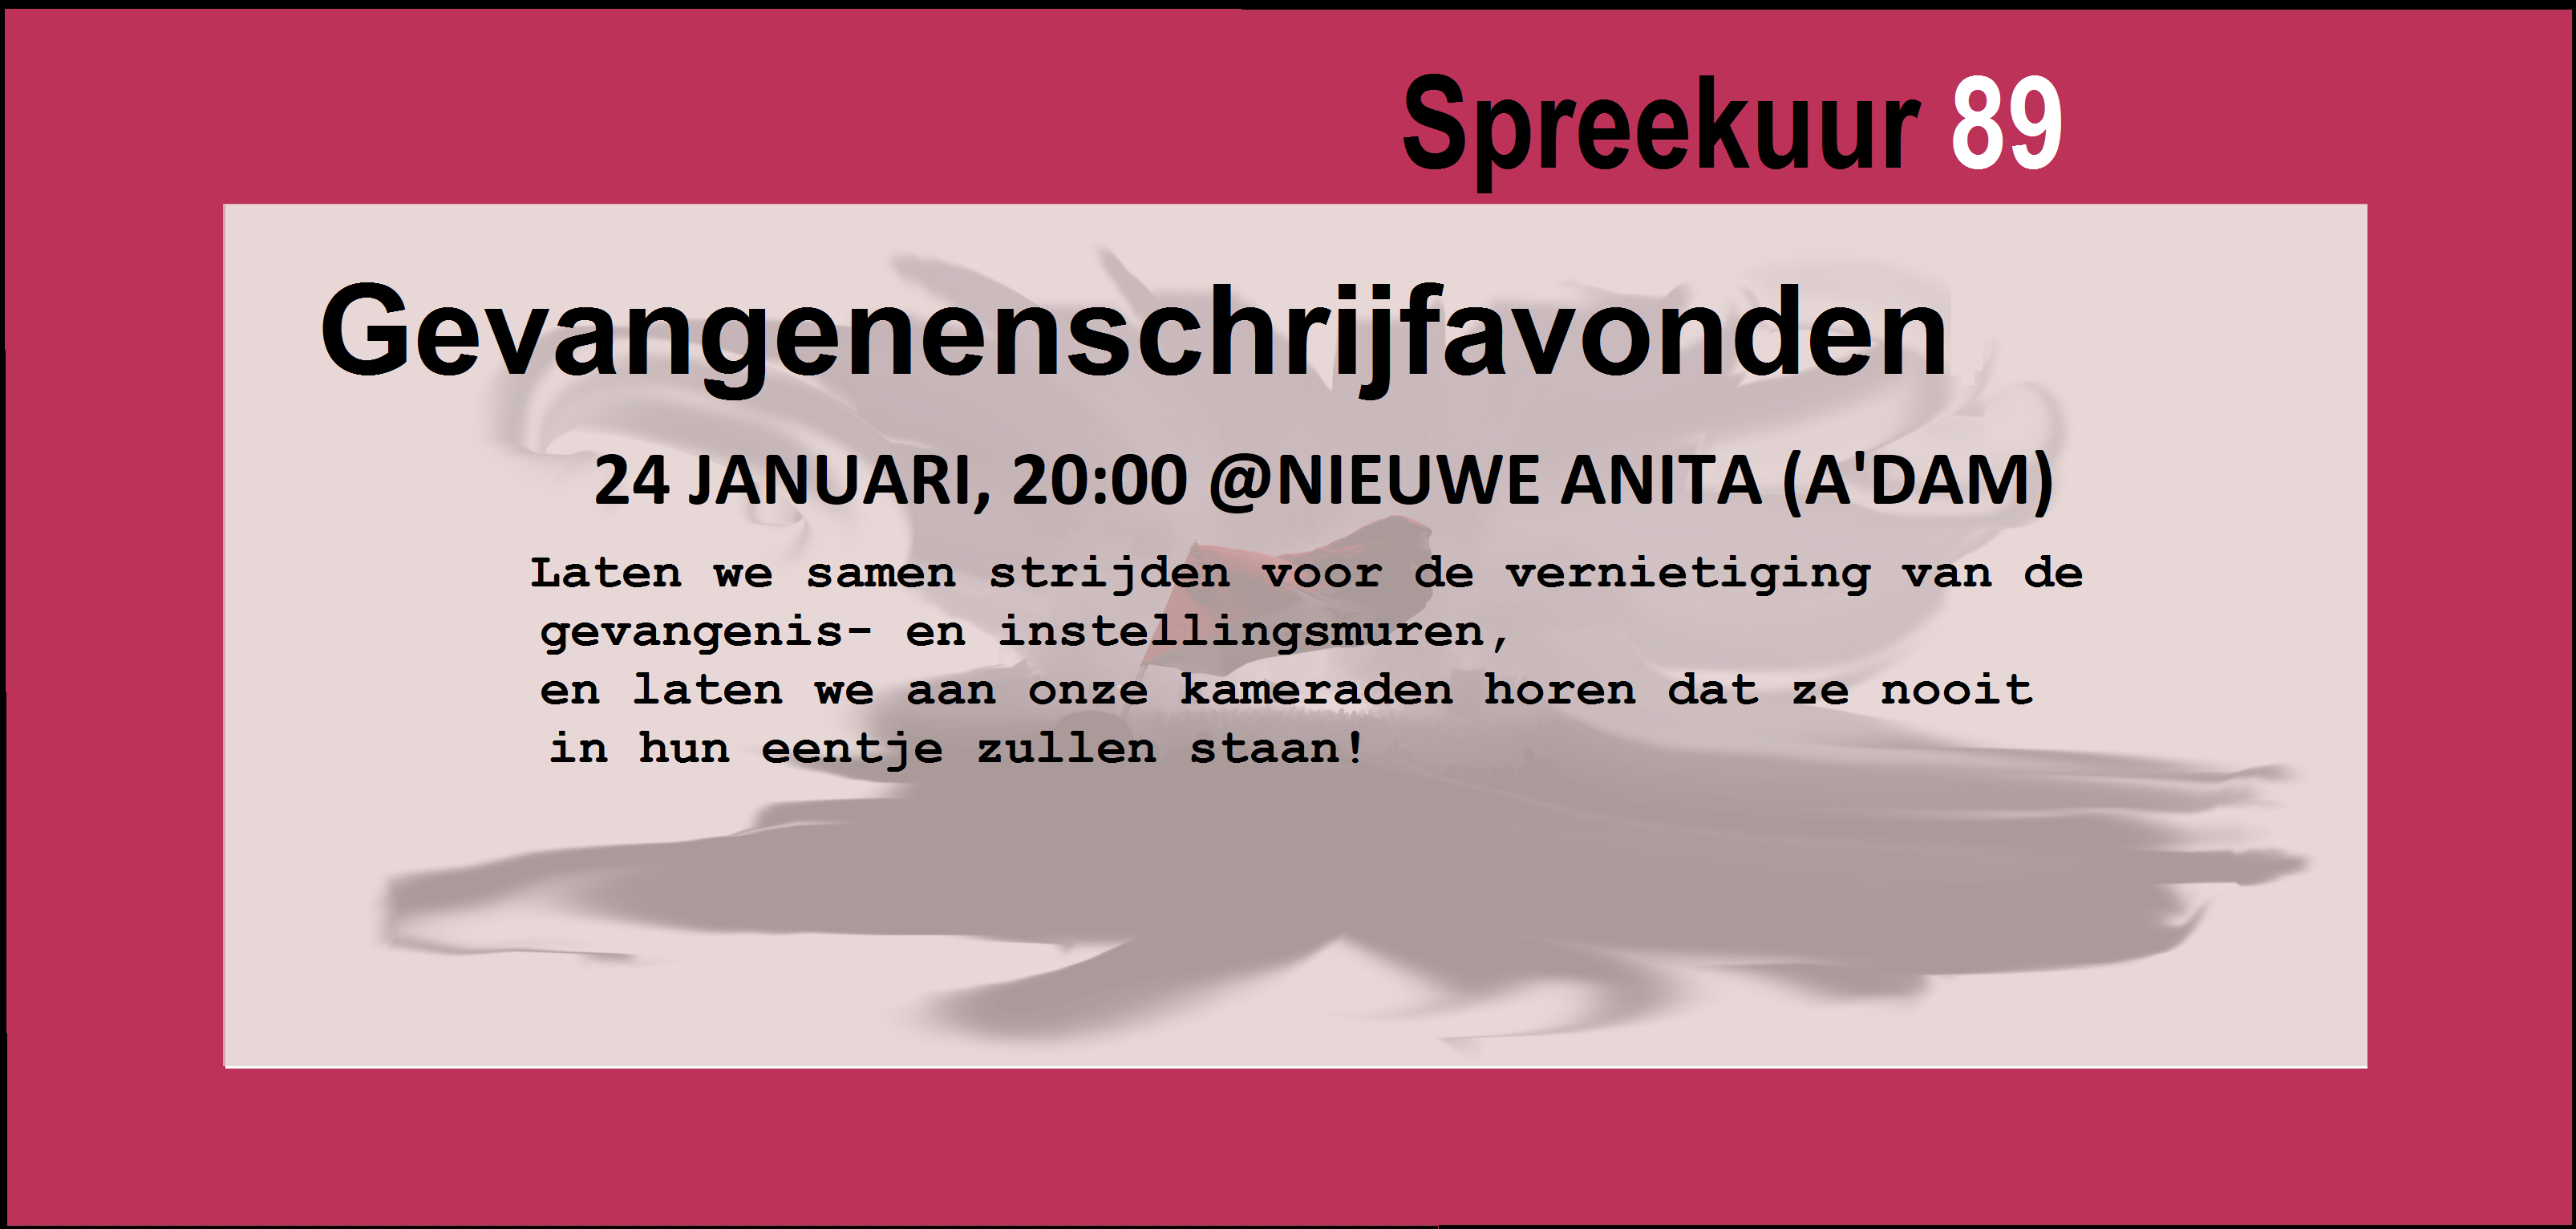 Spreekuur 89
Gevangenenschrijfavonden
24 JANUARI, 20:00 @NIEUWE ANITA (A'DAM)
Laten we samen strijden voor de vernietiging van de
gevangenis- en instellingsmuren,
en laten we aan onze kameraden horen dat ze nooit
in hun eentje zullen staan!